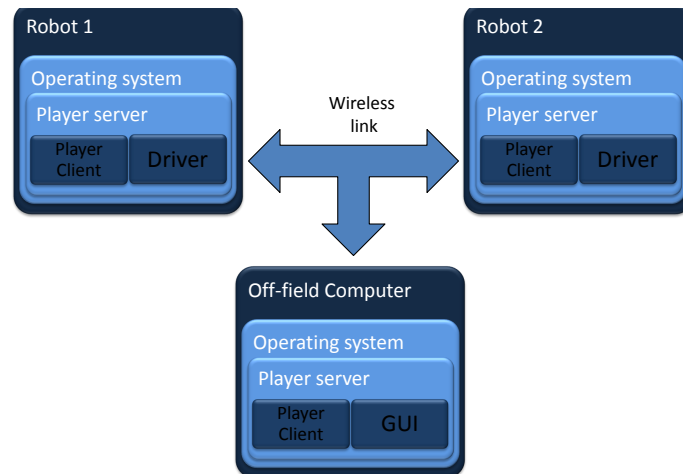 Robot 1
Operating system
Player server
Player
Client
Driver
Wireless
link
Robot 2
Operating system
Player server
Player
Client
Driver
Off-field Computer
Operating system
Player server
Player
Client
GUI